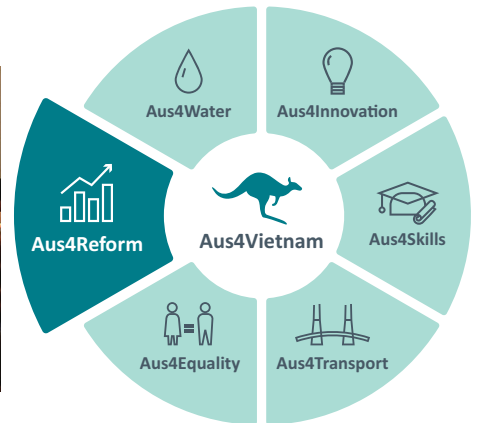 Aus4Water
Aus4Innovation
Aus4Reform
Aus4Vietnam
Aus4Skills
Aus4Equality
Aus4Transport